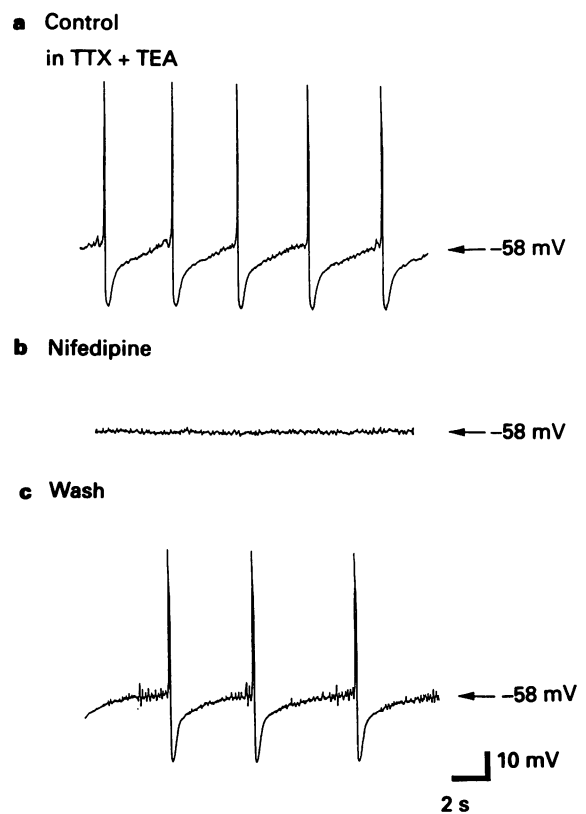 a Control
in TTX + TEA
–58 mV
b Nifedipine
–58 mV
c Wash
–58 mV
10 mV
2 s